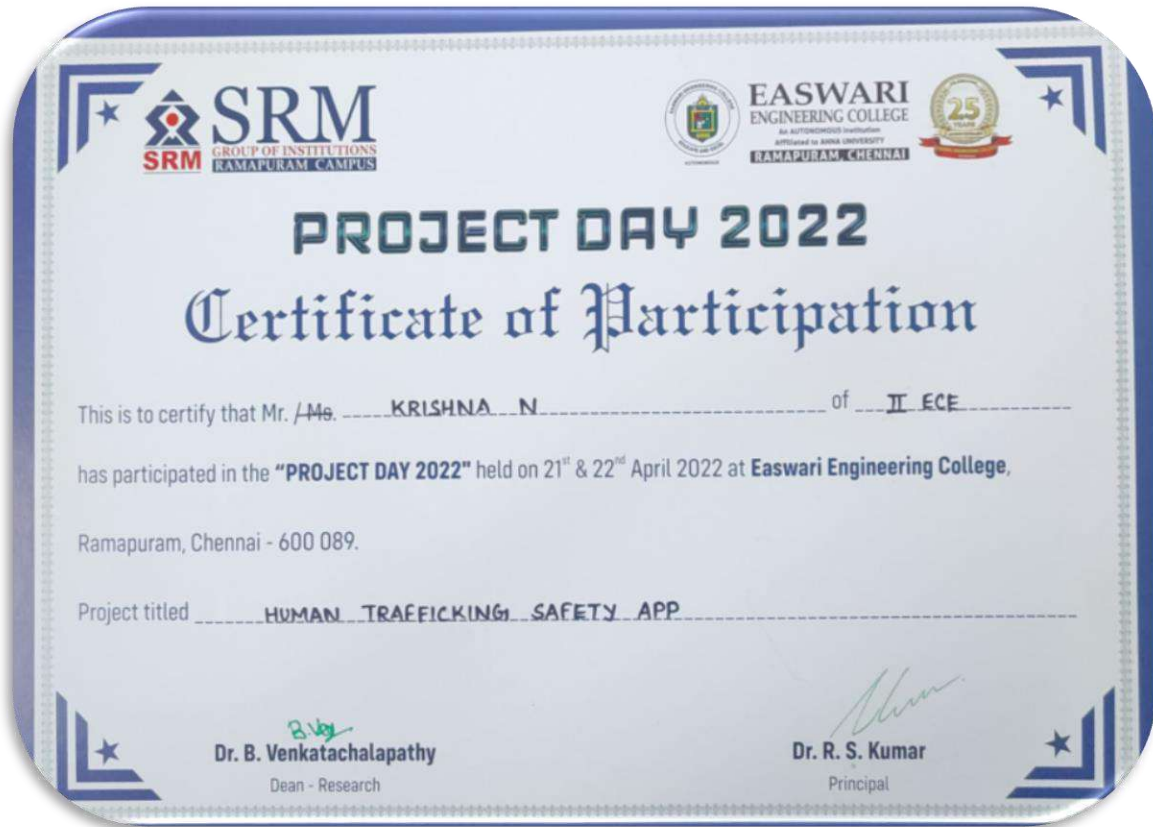 SRM
SRM
GROUP OF INSTITUTIONS
RAMAPURAM CAMPUS
EASWARI
ENGINEERING COLLEGE
An AUTONOMOUS Institution
Affiliated to ANNA UNIVERSITY
RAMAPURAM, CHENNAI
AUTONOMOUS
25
YEARS
PROJECT DAY 2022
Certificate of Participation
This is to certify that Mr. / Ms. KRISHNA N of II ECE
has participated in the "PROJECT DAY 2022" held on 21st & 22nd April 2022 at Easwari Engineering College,
Ramapuram, Chennai - 600 089.
Project titled HUMAN TRAFFICKING SAFETY APP
B.Ven
Dr. B. Venkatachalapathy
Dean - Research
Dr. R. S. Kumar
Principal